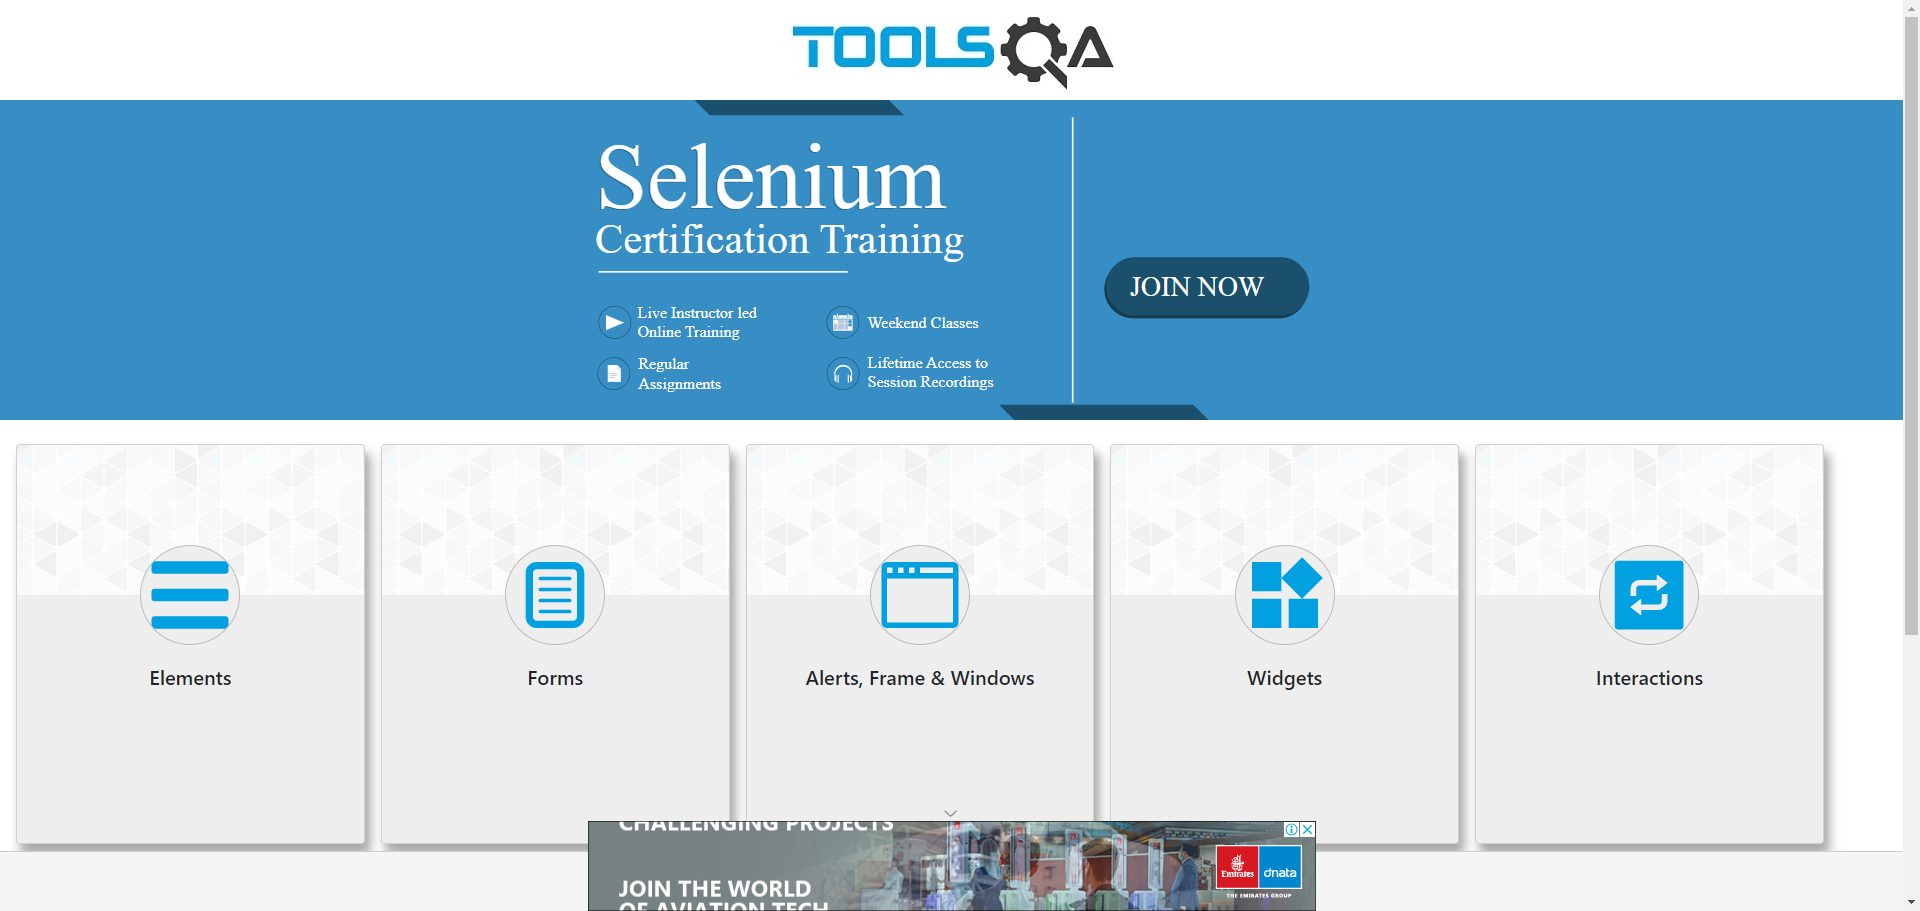 TOOLSQA
Selenium
Certification Training
JOIN NOW
Live Instructor led
Online Training
Weekend Classes
Regular
Assignments
Lifetime Access to
Session Recordings
Elements
Forms
Alerts, Frame & Windows
Widgets
Interactions
CHALLENGING PROJECTS
JOIN THE WORLD
OF AVIATION TECH
Emirates
dnata
THE EMIRATES GROUP